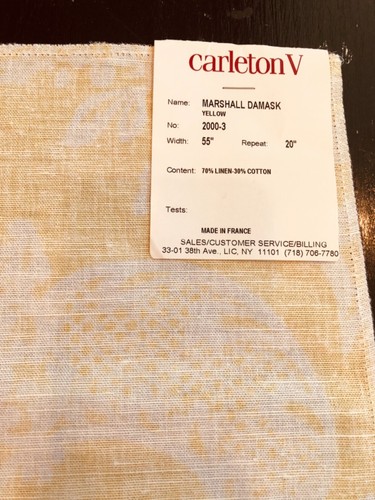 carleton V
Name: MARSHALL DAMASK
YELLOW
No: 2000-3
Width: 55" Repeat: 20"
Content: 70% LINEN-30% COTTON
Tests:
MADE IN FRANCE
SALES/CUSTOMER SERVICE/BILLING
33-01 38th Ave., LIC, NY 11101 (718) 706-7780